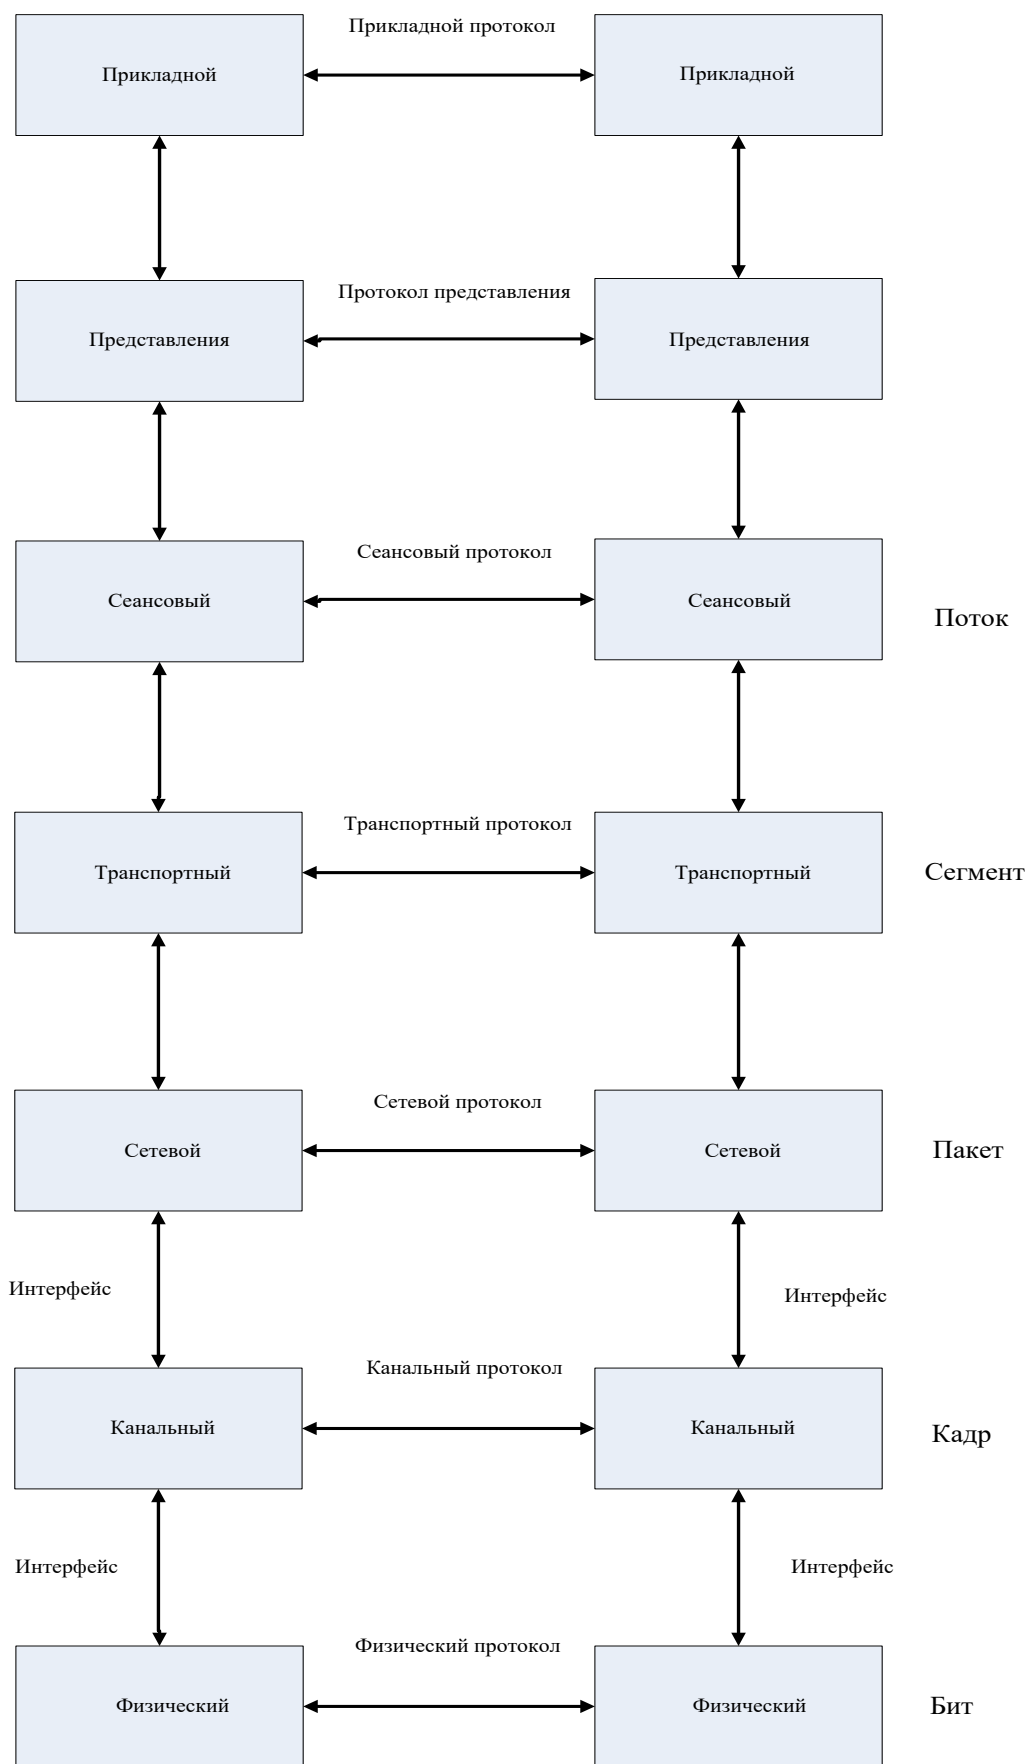 Прикладной протокол
Прикладной
Прикладной
Протокол представления
Представления
Представления
Сеансовый протокол
Сеансовый
Сеансовый
Поток
Транспортный протокол
Транспортный
Транспортный
Сегмент
Сетевой протокол
Сетевой
Сетевой
Пакет
Интерфейс
Интерфейс
Канальный протокол
Канальный
Канальный
Кадр
Интерфейс
Интерфейс
Физический протокол
Физический
Физический
Бит